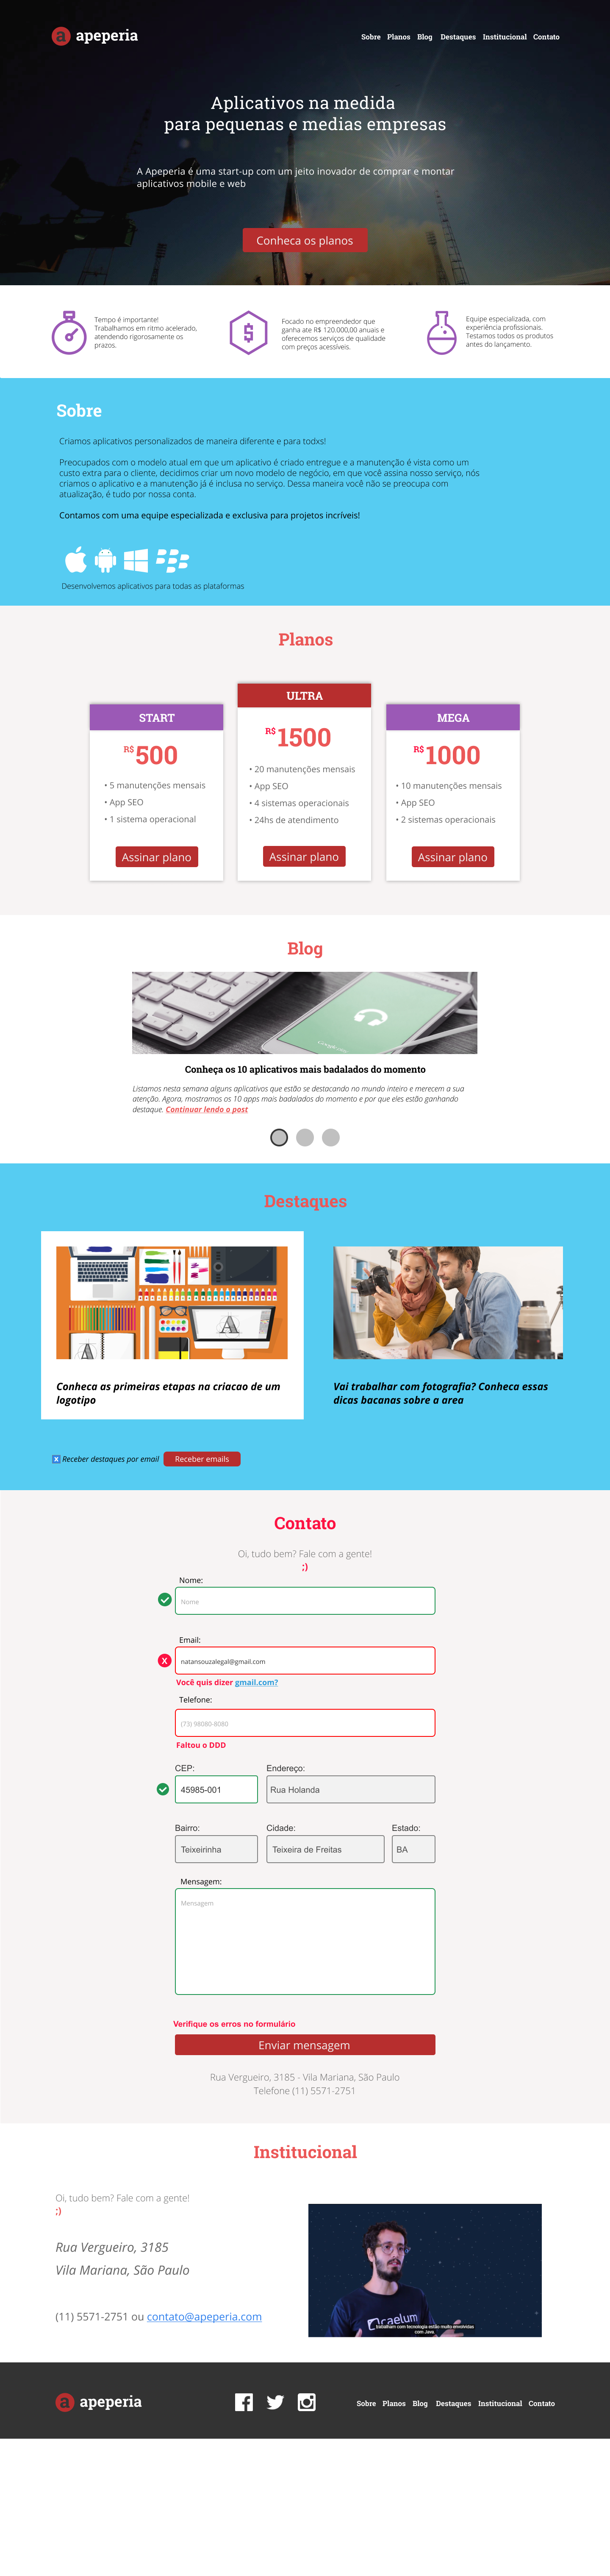 a apeperia
Sobre Planos Blog Destaques Institucional Contato
Aplicativos na medida
para pequenas e medias empresas
A Apeperia é uma start-up com um jeito inovador de comprar e montar
aplicativos mobile e web
Conheca os planos
Tempo é importante!
Trabalhamos em ritmo acelerado,
atendendo rigorosamente os
prazos.
$
Focado no empreendedor que
ganha ate R$ 120.000,00 anuais e
oferecemos serviços de qualidade
com preços acessíveis.
Equipe especializada, com
experiência profissionais.
Testamos todos os produtos
antes do lançamento.
Sobre
Criamos aplicativos personalizados de maneira diferente e para todxs!
Preocupados com o modelo atual em que um aplicativo é criado entregue e a manutenção é vista como um
custo extra para o cliente, decidimos criar um novo modelo de negócio, em que você assina nosso serviço, nós
criamos o aplicativo e a manutenção já é inclusa no serviço. Dessa maneira você não se preocupa com
atualização, é tudo por nossa conta.
Contamos com uma equipe especializada e exclusiva para projetos incríveis!
Desenvolvemos aplicativos para todas as plataformas
Planos
START
R$ 500
• 5 manutenções mensais
• App SEO
• 1 sistema operacional
Assinar plano
ULTRA
R$ 1500
• 20 manutenções mensais
• App SEO
• 4 sistemas operacionais
• 24hs de atendimento
Assinar plano
MEGA
R$ 1000
• 10 manutenções mensais
• App SEO
• 2 sistemas operacionais
Assinar plano
Blog
Conheça os 10 aplicativos mais badalados do momento
Listamos nesta semana alguns aplicativos que estão se destacando no mundo inteiro e merecem a sua
atenção. Agora, mostramos os 10 apps mais badalados do momento e por que eles estão ganhando
destaque. Continuar lendo o post
Destaques
A
A
Conheca as primeiras etapas na criacao de um
logotipo
Vai trabalhar com fotografia? Conheca essas
dicas bacanas sobre a area
x Receber destaques por email
Receber emails
Contato
Oi, tudo bem? Fale com a gente!
;)
Nome:
Nome
Email:
X
natansouzalegal@gmail.com
Você quis dizer gmail.com?
Telefone:
(73) 98080-8080
Faltou o DDD
CEP: Endereço:
45985-001 Rua Holanda
Bairro: Cidade: Estado:
Teixeirinha Teixeira de Freitas BA
Mensagem:
Mensagem
Verifique os erros no formulário
Enviar mensagem
Rua Vergueiro, 3185 - Vila Mariana, São Paulo
Telefone (11) 5571-2751
Institucional
Oi, tudo bem? Fale com a gente!
;)
Rua Vergueiro, 3185
Vila Mariana, São Paulo
(11) 5571-2751 ou contato@apeperia.com
caelum
trabalham com tecnologia estão muito envolvidas
com Java
a apeperia
Sobre Planos Blog Destaques Institucional Contato